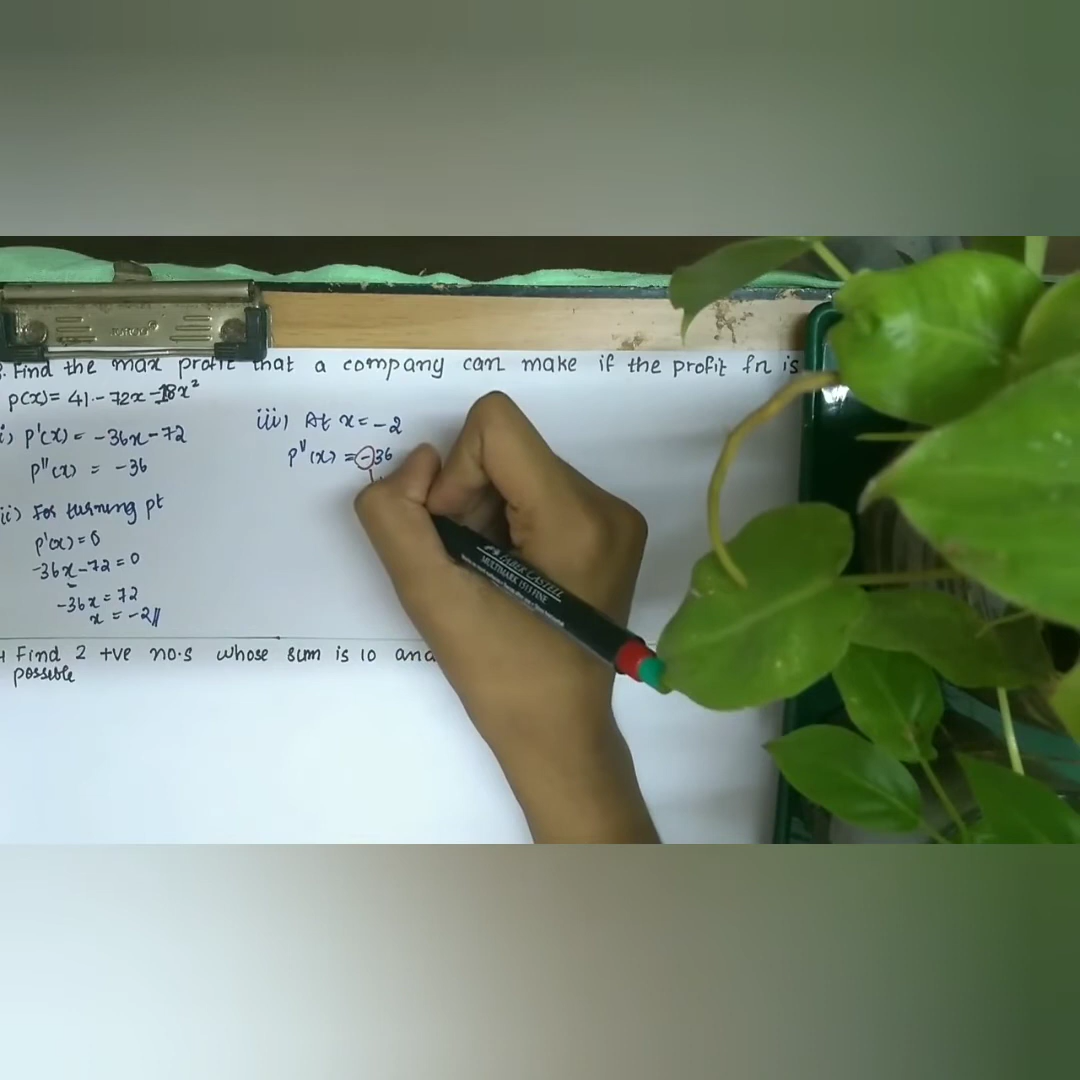 . Find the max profit that a company can make if the profit fn is
p(x) = 41 - 72x - 18x²
i) p'(x) = -36x - 72
p''(x) = -36
ii) For turning pt
p'(x) = 0
-36x - 72 = 0
-36x = 72
x = -2//
iii) At x = -2
p''(x) = -36
Find 2 +ve no.s whose sum is 10 and
possible
FABER-CASTELL
MULTIMARK 1513 FINE